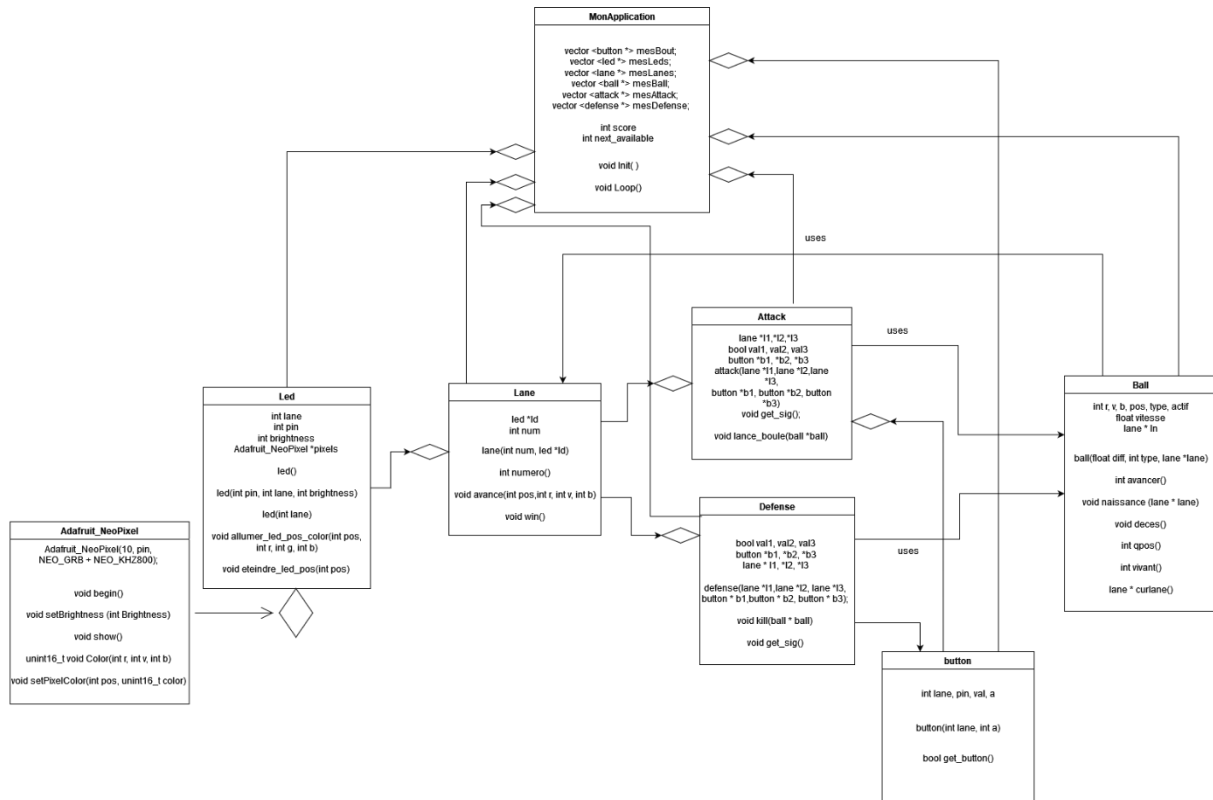 MonApplication
vector <button *> mesBout;
vector <led *> mesLeds;
vector <lane *> mesLanes;
vector <ball *> mesBall;
vector <attack *> mesAttack;
vector <defense *> mesDefense;
int score
int next_available
void Init( )
void Loop()
uses
Attack
lane *l1,*l2,*l3
bool val1, val2, val3
button *b1, *b2, *b3
attack(lane *l1,lane *l2,lane
*l3,
button *b1, button *b2, button
*b3)
void get_sig();
void lance_boule(ball *ball)
uses
Ball
int r, v, b, pos, type, actif
float vitesse
lane * ln
ball(float diff, int type, lane *lane)
int avancer()
void naissance (lane * lane)
void deces()
int qpos()
int vivant()
lane * curlane()
Led
int lane
int pin
int brightness
Adafruit_NeoPixel *pixels
led()
led(int pin, int lane, int brightness)
led(int lane)
void allumer_led_pos_color(int pos,
int r, int g, int b)
void eteindre_led_pos(int pos)
Lane
led *ld
int num
lane(int num, led *ld)
int numero()
void avance(int pos,int r, int v, int b)
void win()
Defense
bool val1, val2, val3
button *b1, *b2, *b3
lane * l1, *l2, *l3
defense(lane *l1,lane *l2, lane *l3,
button * b1,button * b2, button * b3);
void kill(ball * ball)
void get_sig()
uses
Adafruit_NeoPixel
Adafruit_NeoPixel(10, pin,
NEO_GRB + NEO_KHZ800);
void begin()
void setBrightness (int Brightness)
void show()
unint16_t void Color(int r, int v, int b)
void setPixelColor(int pos, unint16_t color)
button
int lane, pin, val, a
button(int lane, int a)
bool get_button()